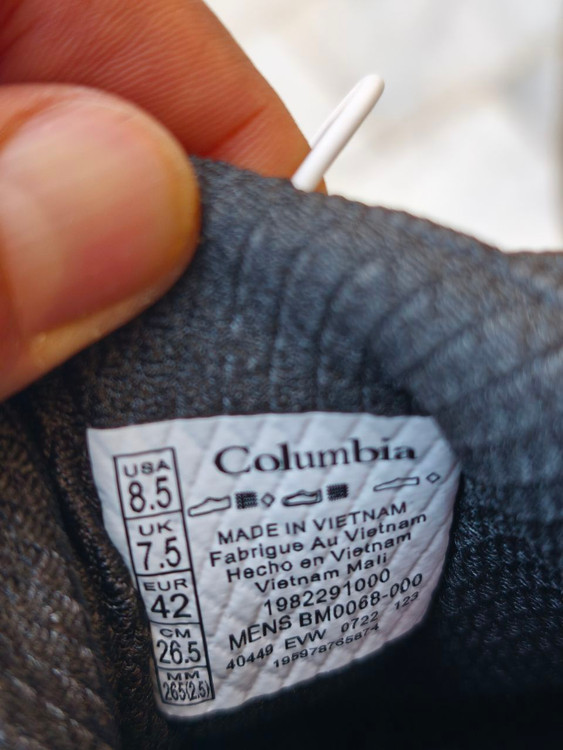 Columbia
USA
8.5
UK
7.5
EUR
42
CM
26.5
MM
265(2.5)
MADE IN VIETNAM
Fabrique Au Vietnam
Hecho en Vietnam
Vietnam Mali
1982291000
MENS BM0068-000
40449 EVW 0722 123